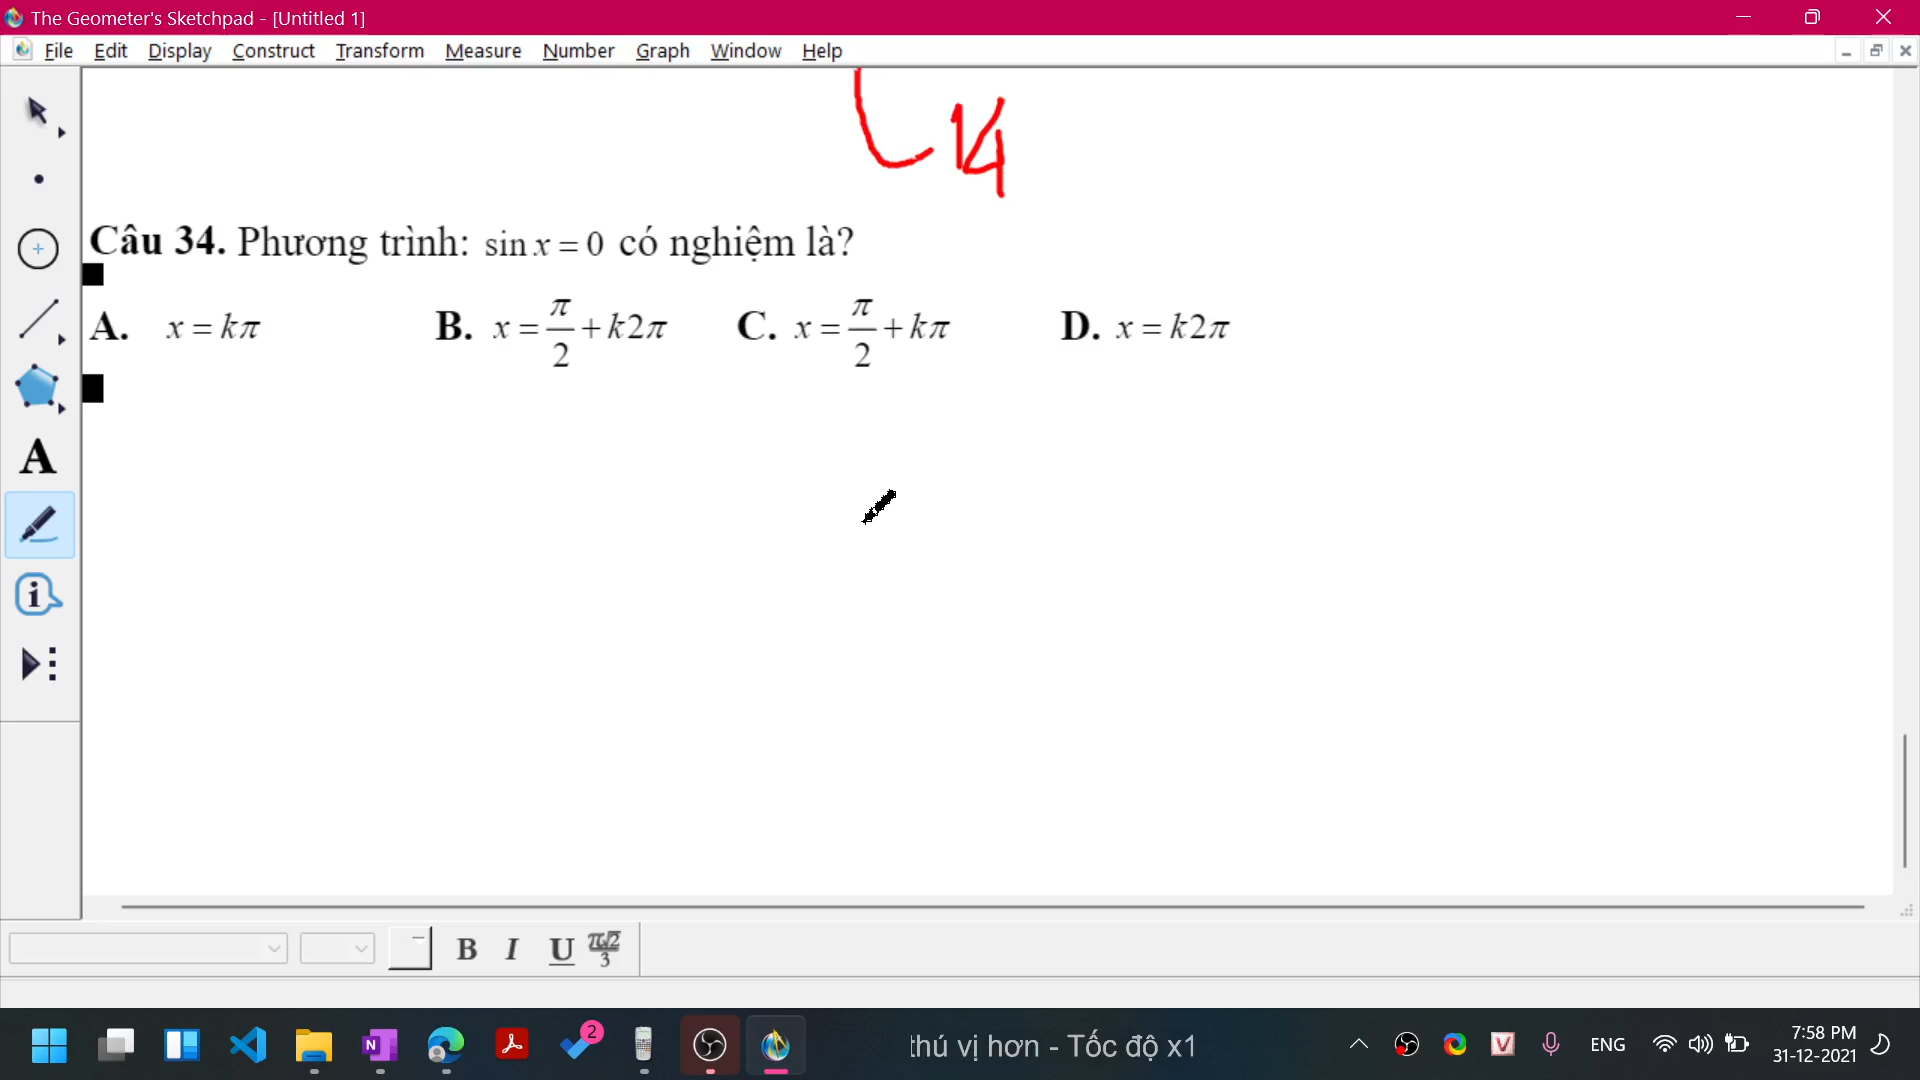 The Geometer's Sketchpad - [Untitled 1]
File Edit Display Construct Transform Measure Number Graph Window Help
14
Câu 34. Phương trình: sin x = 0 có nghiệm là?
A. x = kπ B. x = π/2 + k2π C. x = π/2 + kπ D. x = k2π
A
B I U
thú vị hơn - Tốc độ x1
2
ENG
7:58 PM
31-12-2021